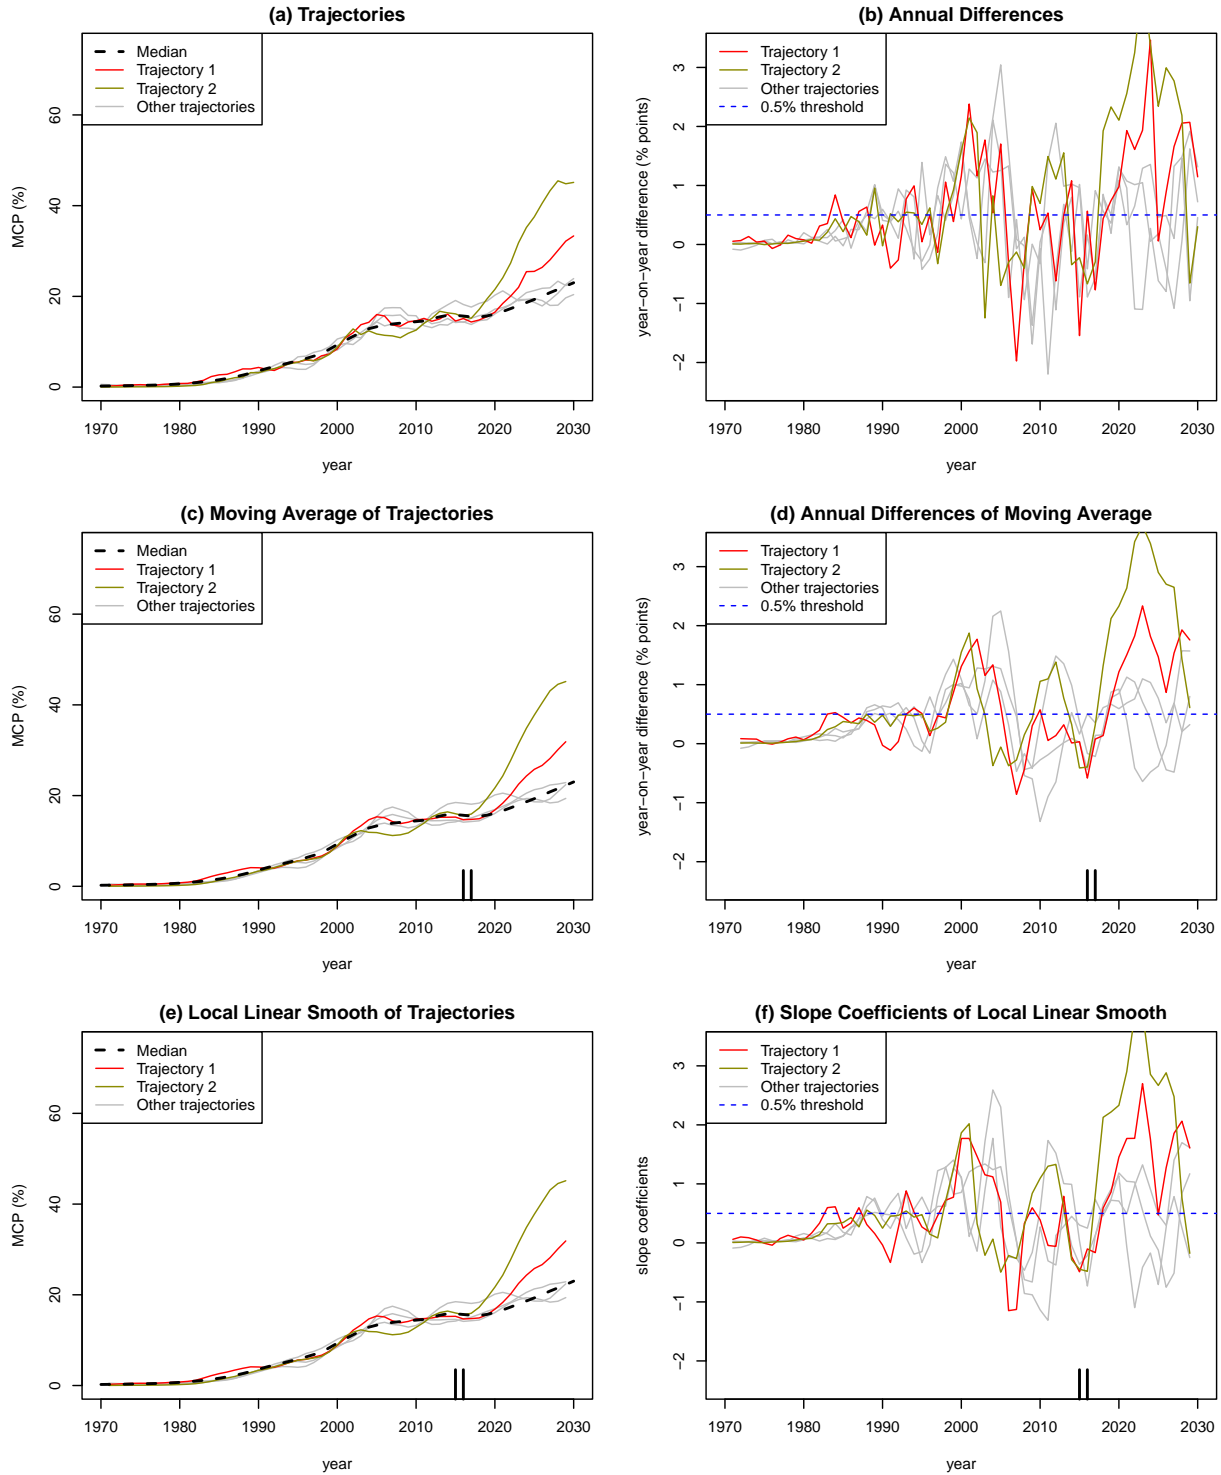 (a) Trajectories
Median
Trajectory 1
Trajectory 2
Other trajectories
MCP (%)
0
20
40
60
1970 1980 1990 2000 2010 2020 2030
year
(b) Annual Differences
Trajectory 1
Trajectory 2
Other trajectories
0.5% threshold
year−on−year difference (% points)
−2
−1
0
1
2
3
1970 1980 1990 2000 2010 2020 2030
year
(c) Moving Average of Trajectories
Median
Trajectory 1
Trajectory 2
Other trajectories
MCP (%)
0
20
40
60
1970 1980 1990 2000 2010 2020 2030
year
(d) Annual Differences of Moving Average
Trajectory 1
Trajectory 2
Other trajectories
0.5% threshold
year−on−year difference (% points)
−2
−1
0
1
2
3
1970 1980 1990 2000 2010 2020 2030
year
(e) Local Linear Smooth of Trajectories
Median
Trajectory 1
Trajectory 2
Other trajectories
MCP (%)
0
20
40
60
1970 1980 1990 2000 2010 2020 2030
year
(f) Slope Coefficients of Local Linear Smooth
Trajectory 1
Trajectory 2
Other trajectories
0.5% threshold
slope coefficients
−2
−1
0
1
2
3
1970 1980 1990 2000 2010 2020 2030
year